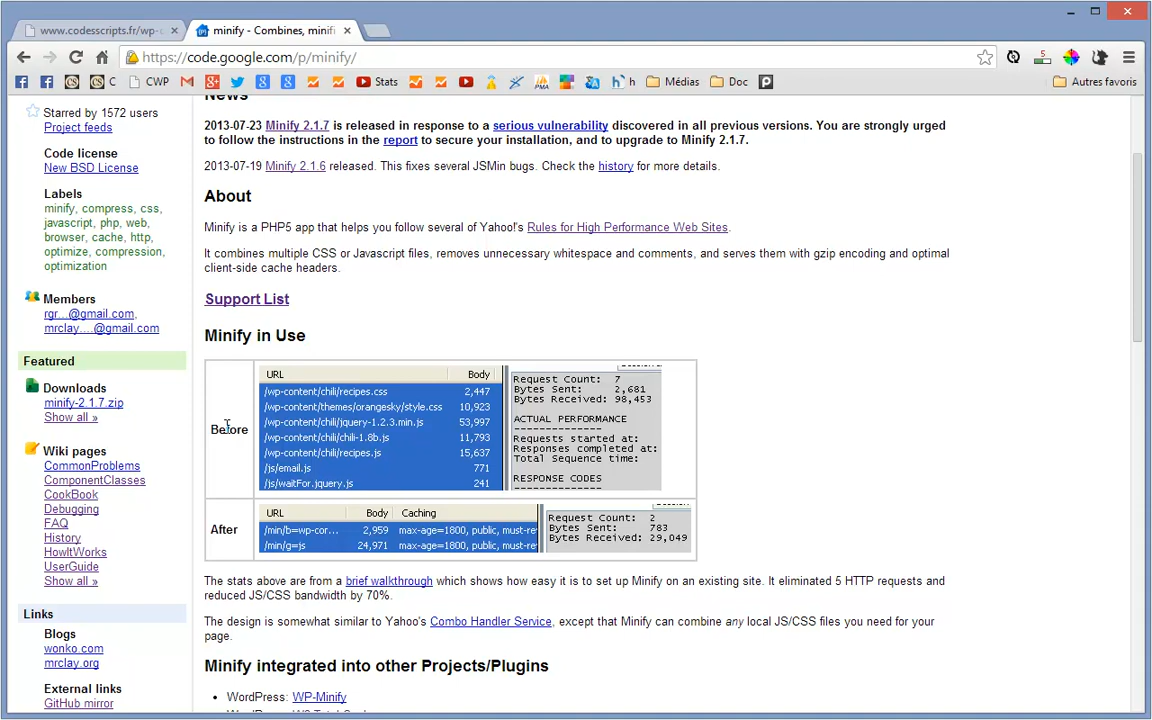 www.codesscripts.fr/wp-
minify - Combines, minifi
https://code.google.com/p/minify/
5
CWP
Stats
PMA
h
Médias
Doc
Autres favoris
Starred by 1572 users
Project feeds
Code license
New BSD License
Labels
minify, compress, css,
javascript, php, web,
browser, cache, http,
optimize, compression,
optimization
Members
rgr...@gmail.com,
mrclay....@gmail.com
Featured
Downloads
minify-2.1.7.zip
Show all »
Wiki pages
CommonProblems
ComponentClasses
CookBook
Debugging
FAQ
History
HowItWorks
UserGuide
Show all »
Links
Blogs
wonko.com
mrclay.org
External links
GitHub mirror
News
2013-07-23 Minify 2.1.7 is released in response to a serious vulnerability discovered in all previous versions. You are strongly urged
to follow the instructions in the report to secure your installation, and to upgrade to Minify 2.1.7.
2013-07-19 Minify 2.1.6 released. This fixes several JSMin bugs. Check the history for more details.
About
Minify is a PHP5 app that helps you follow several of Yahoo!'s Rules for High Performance Web Sites.
It combines multiple CSS or Javascript files, removes unnecessary whitespace and comments, and serves them with gzip encoding and optimal
client-side cache headers.
Support List
Minify in Use
Before
URL Body
/wp-content/chili/recipes.css 2,447
/wp-content/themes/orangesky/style.css 10,923
/wp-content/chili/jquery-1.2.3.min.js 53,997
/wp-content/chili/chili-1.8b.js 11,793
/wp-content/chili/recipes.js 15,637
/js/email.js 771
/js/waitFor.jquery.js 241
Request Count: 7
Bytes Sent: 2,681
Bytes Received: 98,453
ACTUAL PERFORMANCE
--------------
Requests started at:
Responses completed at:
Total Sequence time:
RESPONSE CODES
--------------
After
URL Body Caching
/min/b=wp-cor... 2,959 max-age=1800, public, must-re
/min/g=js 24,971 max-age=1800, public, must-re
Request Count: 2
Bytes Sent: 783
Bytes Received: 29,049
The stats above are from a brief walkthrough which shows how easy it is to set up Minify on an existing site. It eliminated 5 HTTP requests and
reduced JS/CSS bandwidth by 70%.
The design is somewhat similar to Yahoo's Combo Handler Service, except that Minify can combine any local JS/CSS files you need for your
page.
Minify integrated into other Projects/Plugins
• WordPress: WP-Minify